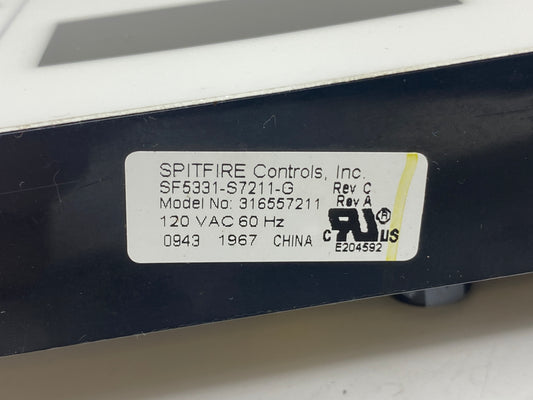 SPITFIRE Controls, Inc.
SF5331-S7211-G Rev C
Model No: 316557211 Rev A
120 VAC 60 Hz
0943 1967 CHINA
C RU ® US
E204592